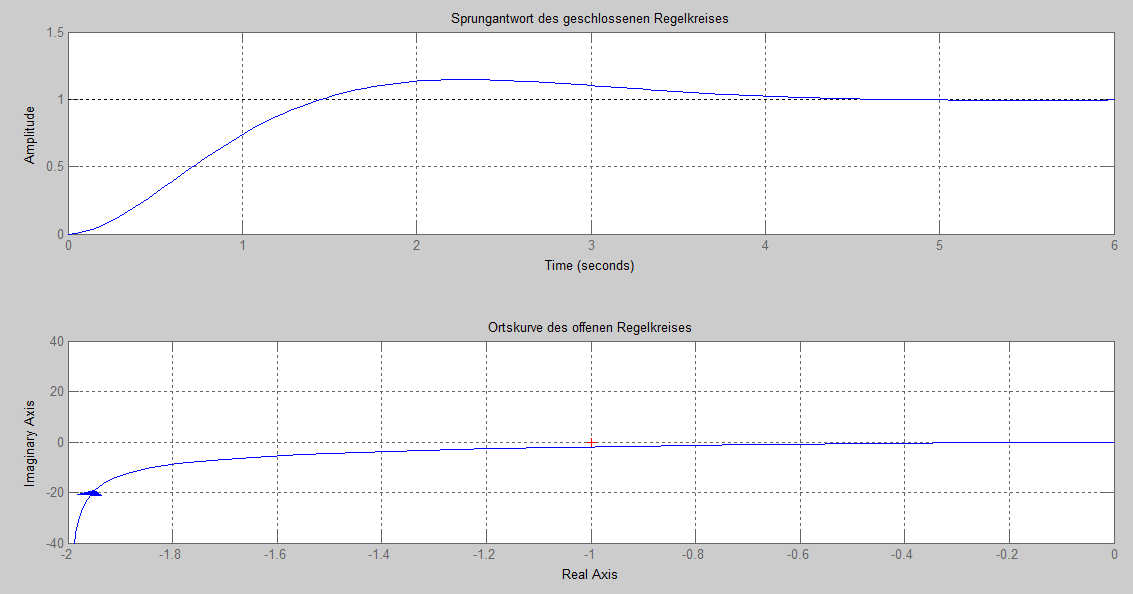 Sprungantwort des geschlossenen Regelkreises
1.5
1
0.5
0
Amplitude
0 1 2 3 4 5 6
Time (seconds)
Ortskurve des offenen Regelkreises
40
20
0
-20
-40
Imaginary Axis
-2 -1.8 -1.6 -1.4 -1.2 -1 -0.8 -0.6 -0.4 -0.2 0
Real Axis